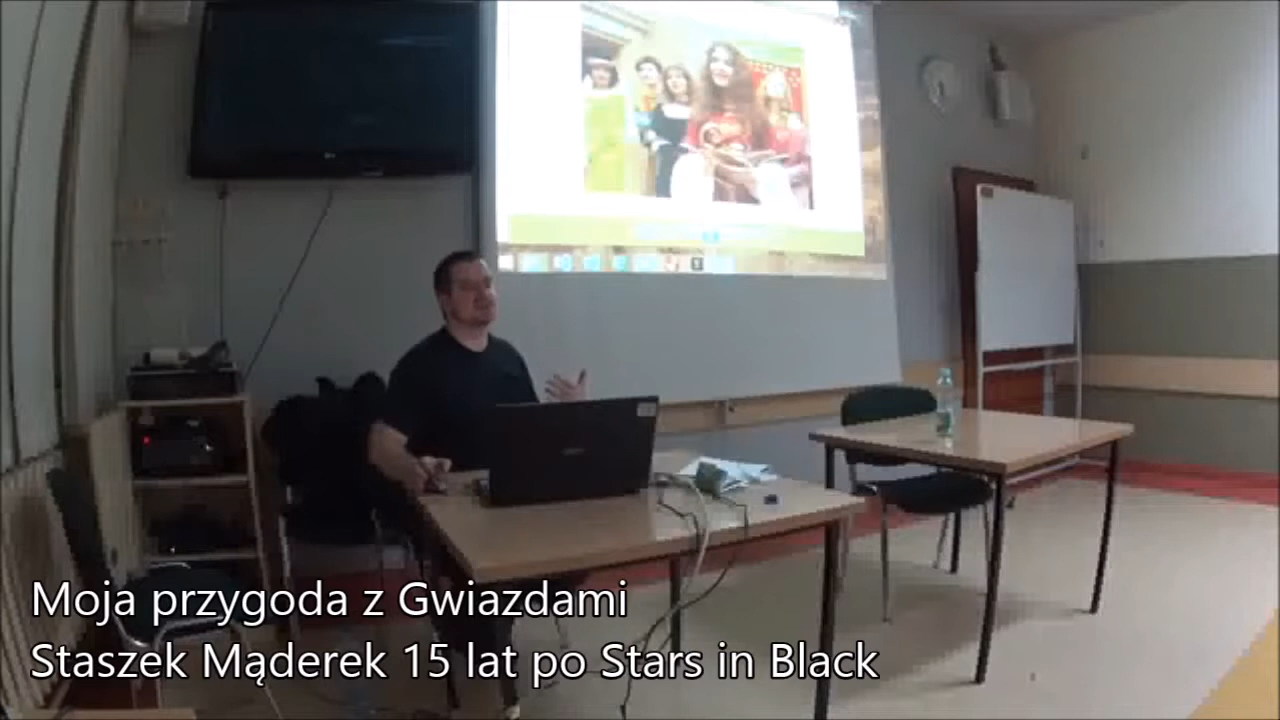 Moja przygoda z Gwiazdami
Staszek Mąderek 15 lat po Stars in Black